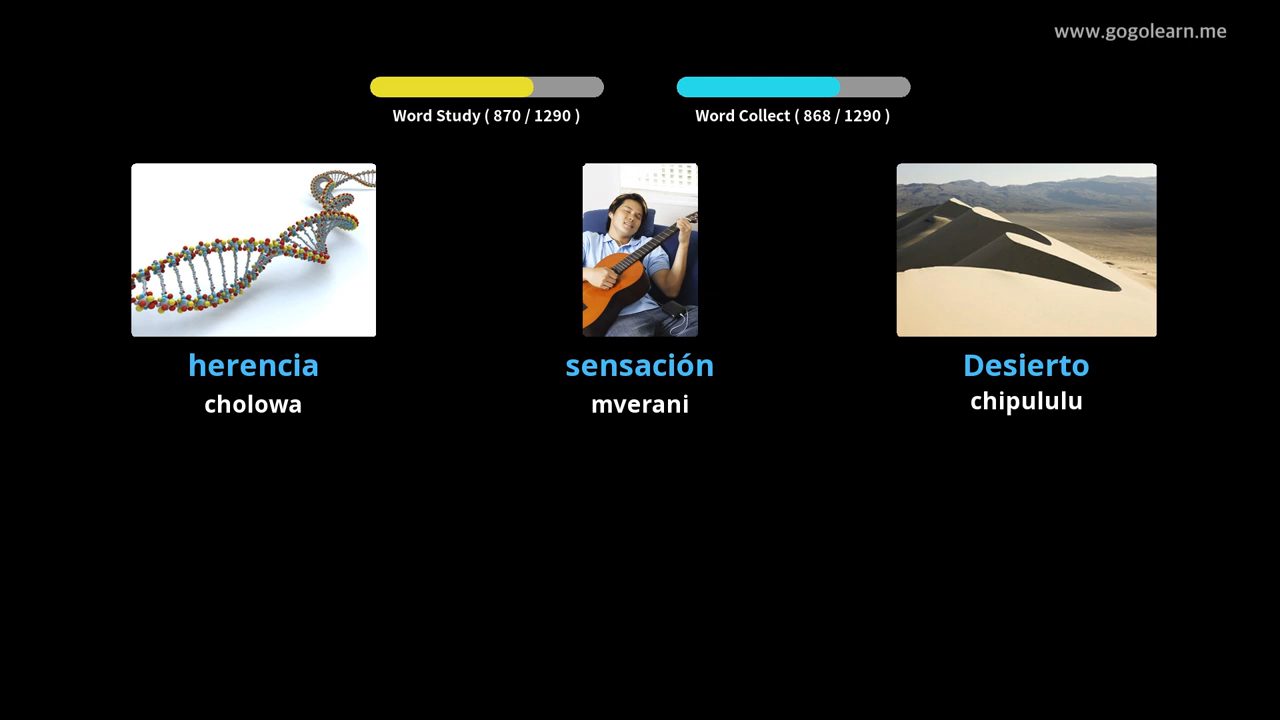 www.gogolearn.me
Word Study ( 870 / 1290 )
Word Collect ( 868 / 1290 )
herencia
cholowa
sensación
mverani
Desierto
chipululu